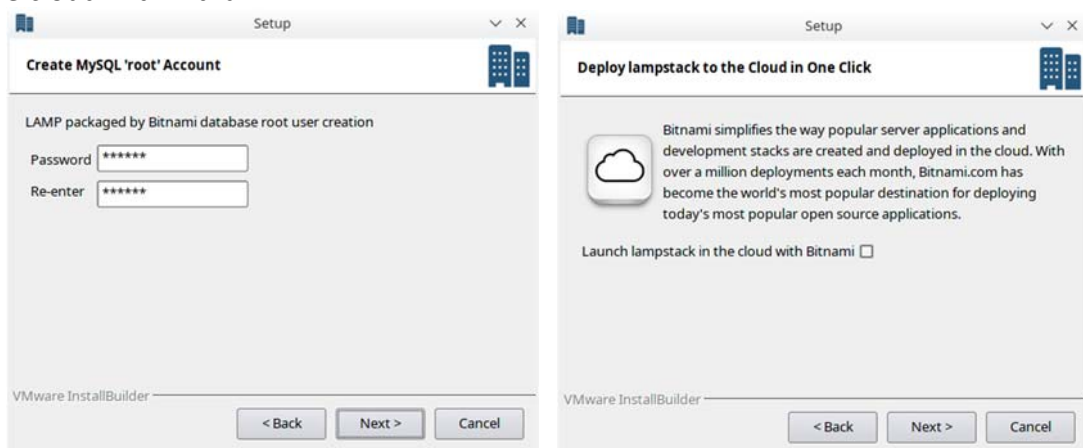 Setup
Create MySQL 'root' Account
LAMP packaged by Bitnami database root user creation
Password ******
Re-enter ******
VMware InstallBuilder
< Back Next > Cancel
Setup
Deploy lampstack to the Cloud in One Click
Bitnami simplifies the way popular server applications and
development stacks are created and deployed in the cloud. With
over a million deployments each month, Bitnami.com has
become the world's most popular destination for deploying
today's most popular open source applications.
Launch lampstack in the cloud with Bitnami
VMware InstallBuilder
< Back Next > Cancel